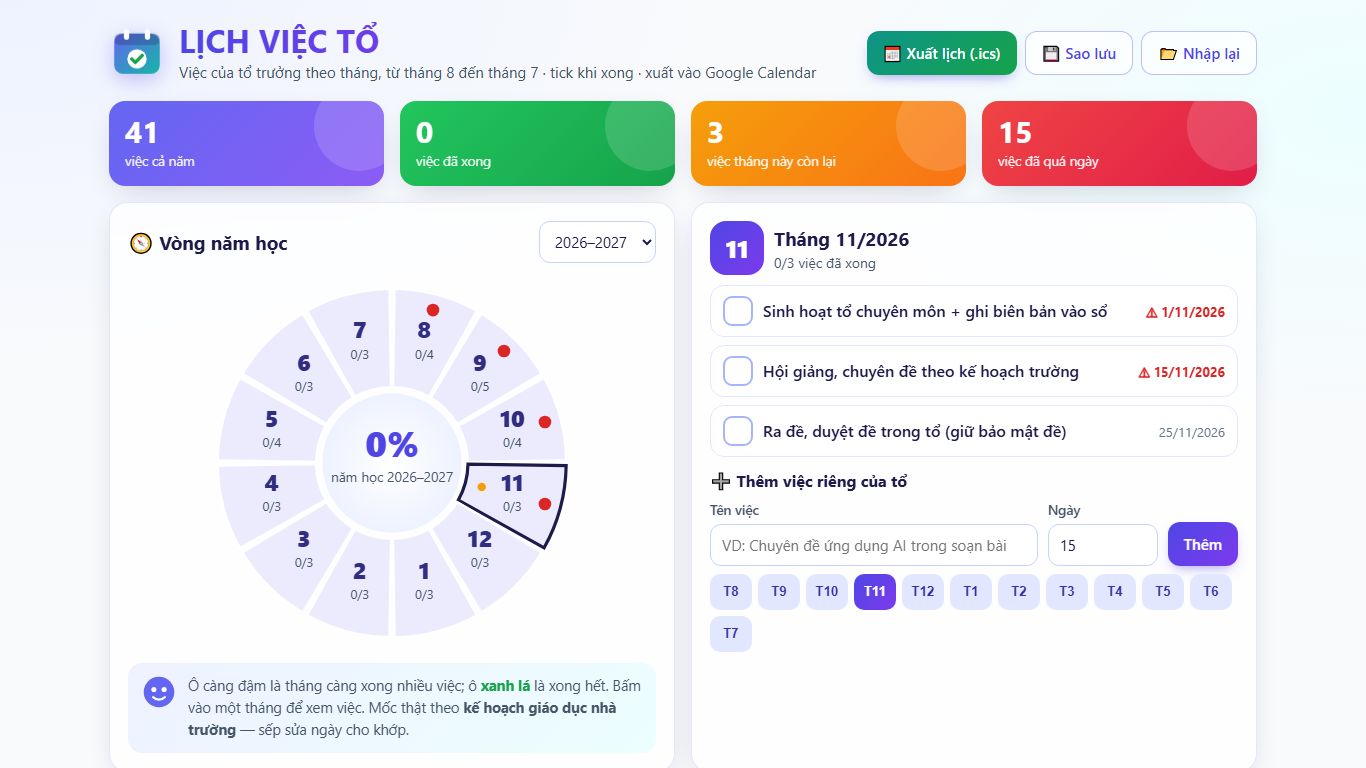 LỊCH VIỆC TỔ
Việc của tổ trưởng theo tháng, từ tháng 8 đến tháng 7 · tick khi xong · xuất vào Google Calendar
Xuất lịch (.ics)
Sao lưu
Nhập lại
41
việc cả năm
0
việc đã xong
3
việc tháng này còn lại
15
việc đã quá ngày
Vòng năm học
2026–2027
8
0/4
9
0/5
10
0/4
11
0/3
12
0/3
1
0/3
2
0/3
3
0/3
4
0/3
5
0/4
6
0/3
7
0/3
0%
năm học 2026–2027
Ô càng đậm là tháng càng xong nhiều việc; ô xanh lá là xong hết. Bấm
vào một tháng để xem việc. Mốc thật theo kế hoạch giáo dục nhà
trường — sếp sửa ngày cho khớp.
11
Tháng 11/2026
0/3 việc đã xong
Sinh hoạt tổ chuyên môn + ghi biên bản vào sổ
⚠ 1/11/2026
Hội giảng, chuyên đề theo kế hoạch trường
⚠ 15/11/2026
Ra đề, duyệt đề trong tổ (giữ bảo mật đề)
25/11/2026
➕ Thêm việc riêng của tổ
Tên việc
Ngày
VD: Chuyên đề ứng dụng AI trong soạn bài
15
Thêm
T8 T9 T10 T11 T12 T1 T2 T3 T4 T5 T6
T7